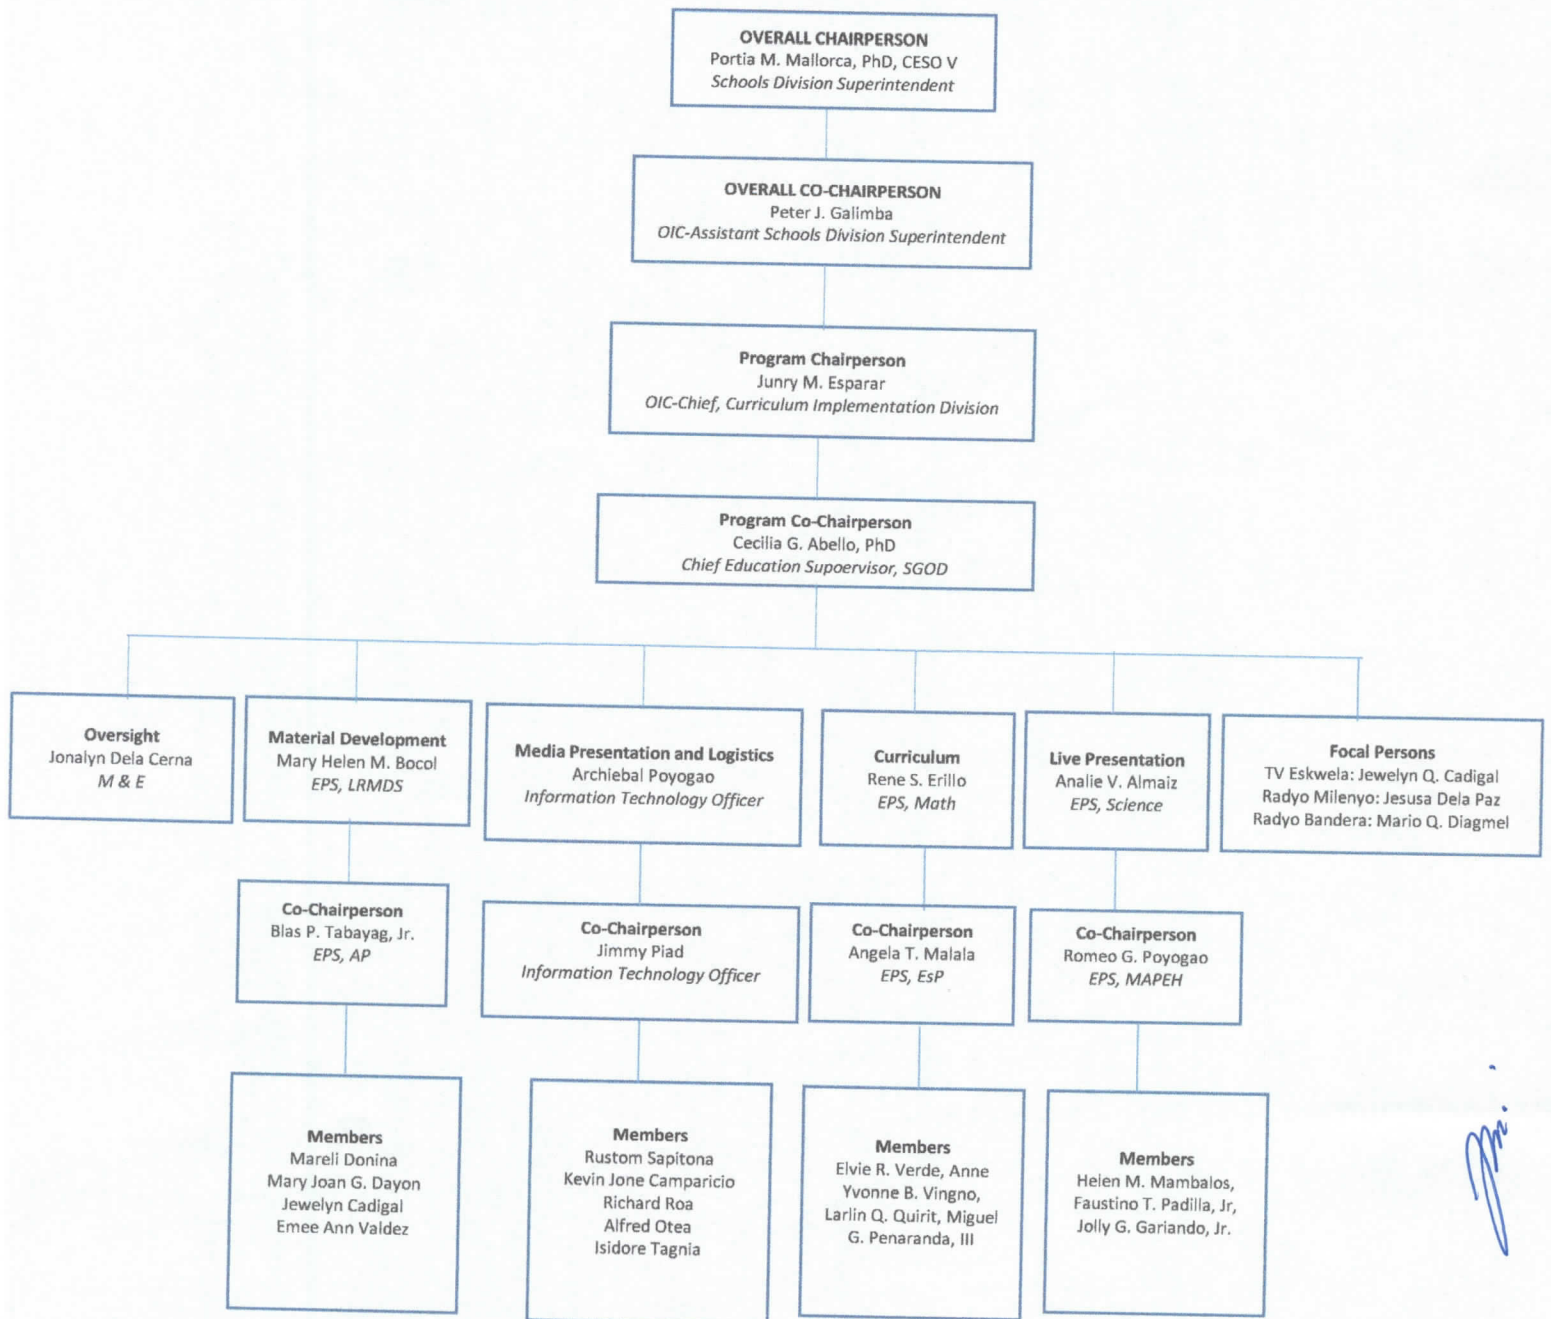 OVERALL CHAIRPERSON
Portia M. Mallorca, PhD, CESO V
Schools Division Superintendent
OVERALL CO-CHAIRPERSON
Peter J. Galimba
OIC-Assistant Schools Division Superintendent
Program Chairperson
Junry M. Esparar
OIC-Chief, Curriculum Implementation Division
Program Co-Chairperson
Cecilia G. Abello, PhD
Chief Education Supoervisor, SGOD
Oversight
Jonalyn Dela Cerna
M & E
Material Development
Mary Helen M. Bocol
EPS, LRMDS
Media Presentation and Logistics
Archiebal Poyogao
Information Technology Officer
Curriculum
Rene S. Erillo
EPS, Math
Live Presentation
Analie V. Almaiz
EPS, Science
Focal Persons
TV Eskwela: Jewelyn Q. Cadigal
Radyo Milenyo: Jesusa Dela Paz
Radyo Bandera: Mario Q. Diagmel
Co-Chairperson
Blas P. Tabayag, Jr.
EPS, AP
Co-Chairperson
Jimmy Piad
Information Technology Officer
Co-Chairperson
Angela T. Malala
EPS, EsP
Co-Chairperson
Romeo G. Poyogao
EPS, MAPEH
Members
Mareli Donina
Mary Joan G. Dayon
Jewelyn Cadigal
Emee Ann Valdez
Members
Rustom Sapitona
Kevin Jone Camparicio
Richard Roa
Alfred Otea
Isidore Tagnia
Members
Elvie R. Verde, Anne
Yvonne B. Vingno,
Larlin Q. Quirit, Miguel
G. Penaranda, III
Members
Helen M. Mambalos,
Faustino T. Padilla, Jr,
Jolly G. Gariando, Jr.